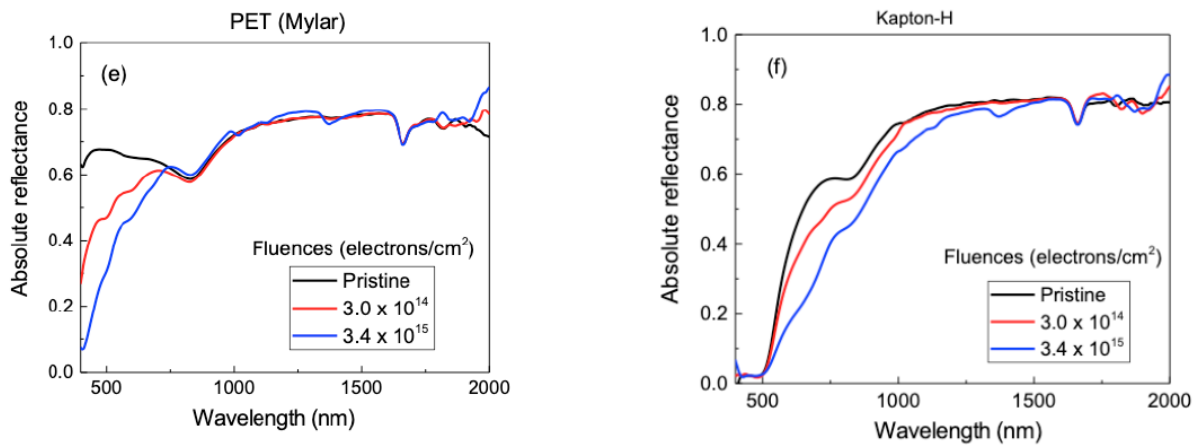 PET (Mylar)
(e)
Absolute reflectance
1.0
0.8
0.6
0.4
0.2
0.0
500
1000
1500
2000
Wavelength (nm)
Fluences (electrons/cm²)
Pristine
3.0 x 10¹⁴
3.4 x 10¹⁵
Kapton-H
(f)
Absolute reflectance
1.0
0.8
0.6
0.4
0.2
0.0
500
1000
1500
2000
Wavelength (nm)
Fluences (electrons/cm²)
Pristine
3.0 x 10¹⁴
3.4 x 10¹⁵